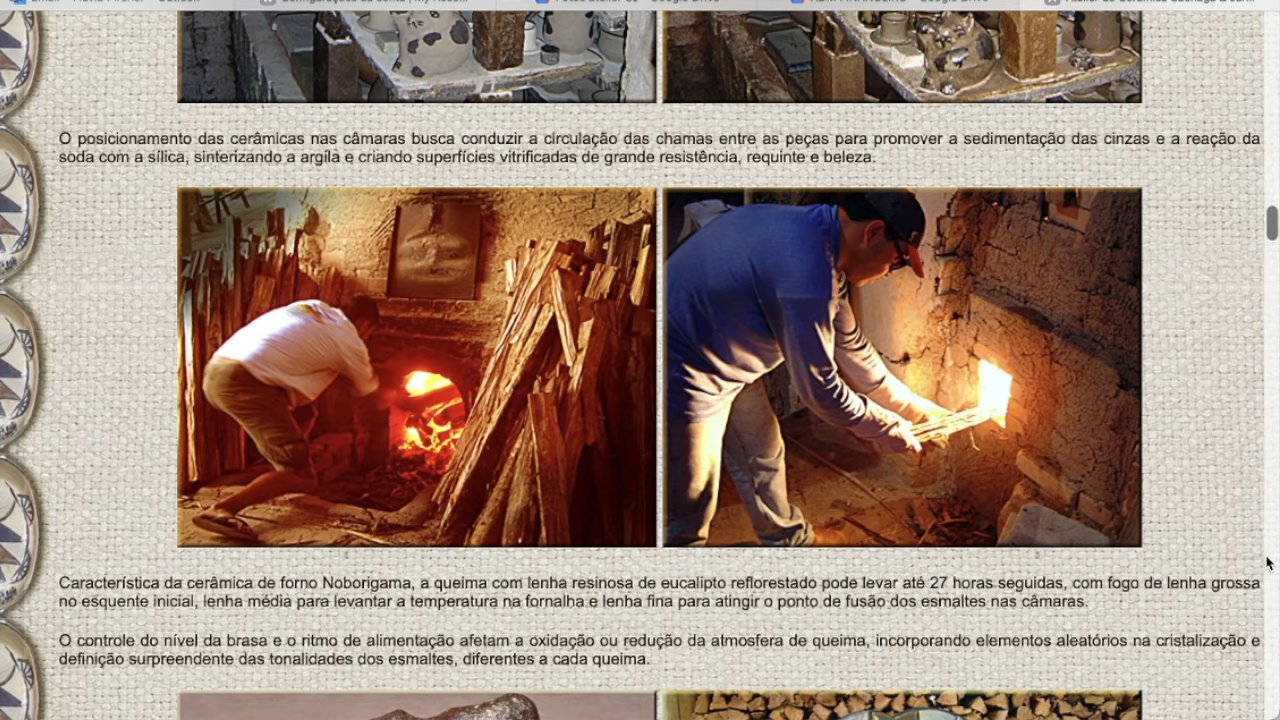 O posicionamento das cerâmicas nas câmaras busca conduzir a circulação das chamas entre as peças para promover a sedimentação das cinzas e a reação da
soda com a sílica, sinterizando a argila e criando superfícies vitrificadas de grande resistência, requinte e beleza.
Característica da cerâmica de forno Noborigama, a queima com lenha resinosa de eucalipto reflorestado pode levar até 27 horas seguidas, com fogo de lenha grossa
no esquente inicial, lenha média para levantar a temperatura na fornalha e lenha fina para atingir o ponto de fusão dos esmaltes nas câmaras.
O controle do nível da brasa e o ritmo de alimentação afetam a oxidação ou redução da atmosfera de queima, incorporando elementos aleatórios na cristalização e
definição surpreendente das tonalidades dos esmaltes, diferentes a cada queima.